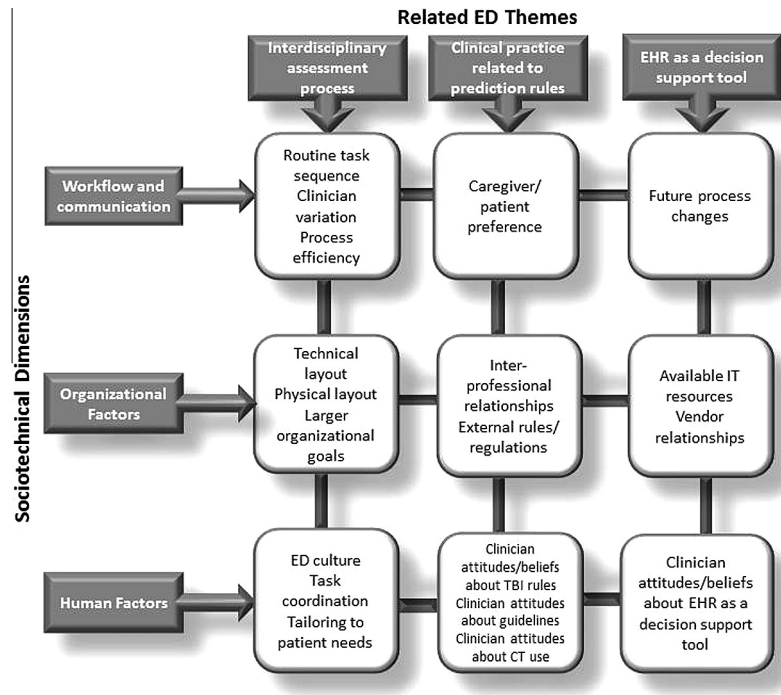 Related ED Themes
Interdisciplinary
assessment
process
Clinical practice
related to
prediction rules
EHR as a decision
support tool
Sociotechnical Dimensions
Workflow and
communication
Routine task
sequence
Clinician
variation
Process
efficiency
Caregiver/
patient
preference
Future process
changes
Organizational
Factors
Technical
layout
Physical layout
Larger
organizational
goals
Inter-
professional
relationships
External rules/
regulations
Available IT
resources
Vendor
relationships
Human Factors
ED culture
Task
coordination
Tailoring to
patient needs
Clinician
attitudes/beliefs
about TBI rules
Clinician attitudes
about guidelines
Clinician attitudes
about CT use
Clinician
attitudes/beliefs
about EHR as a
decision support
tool